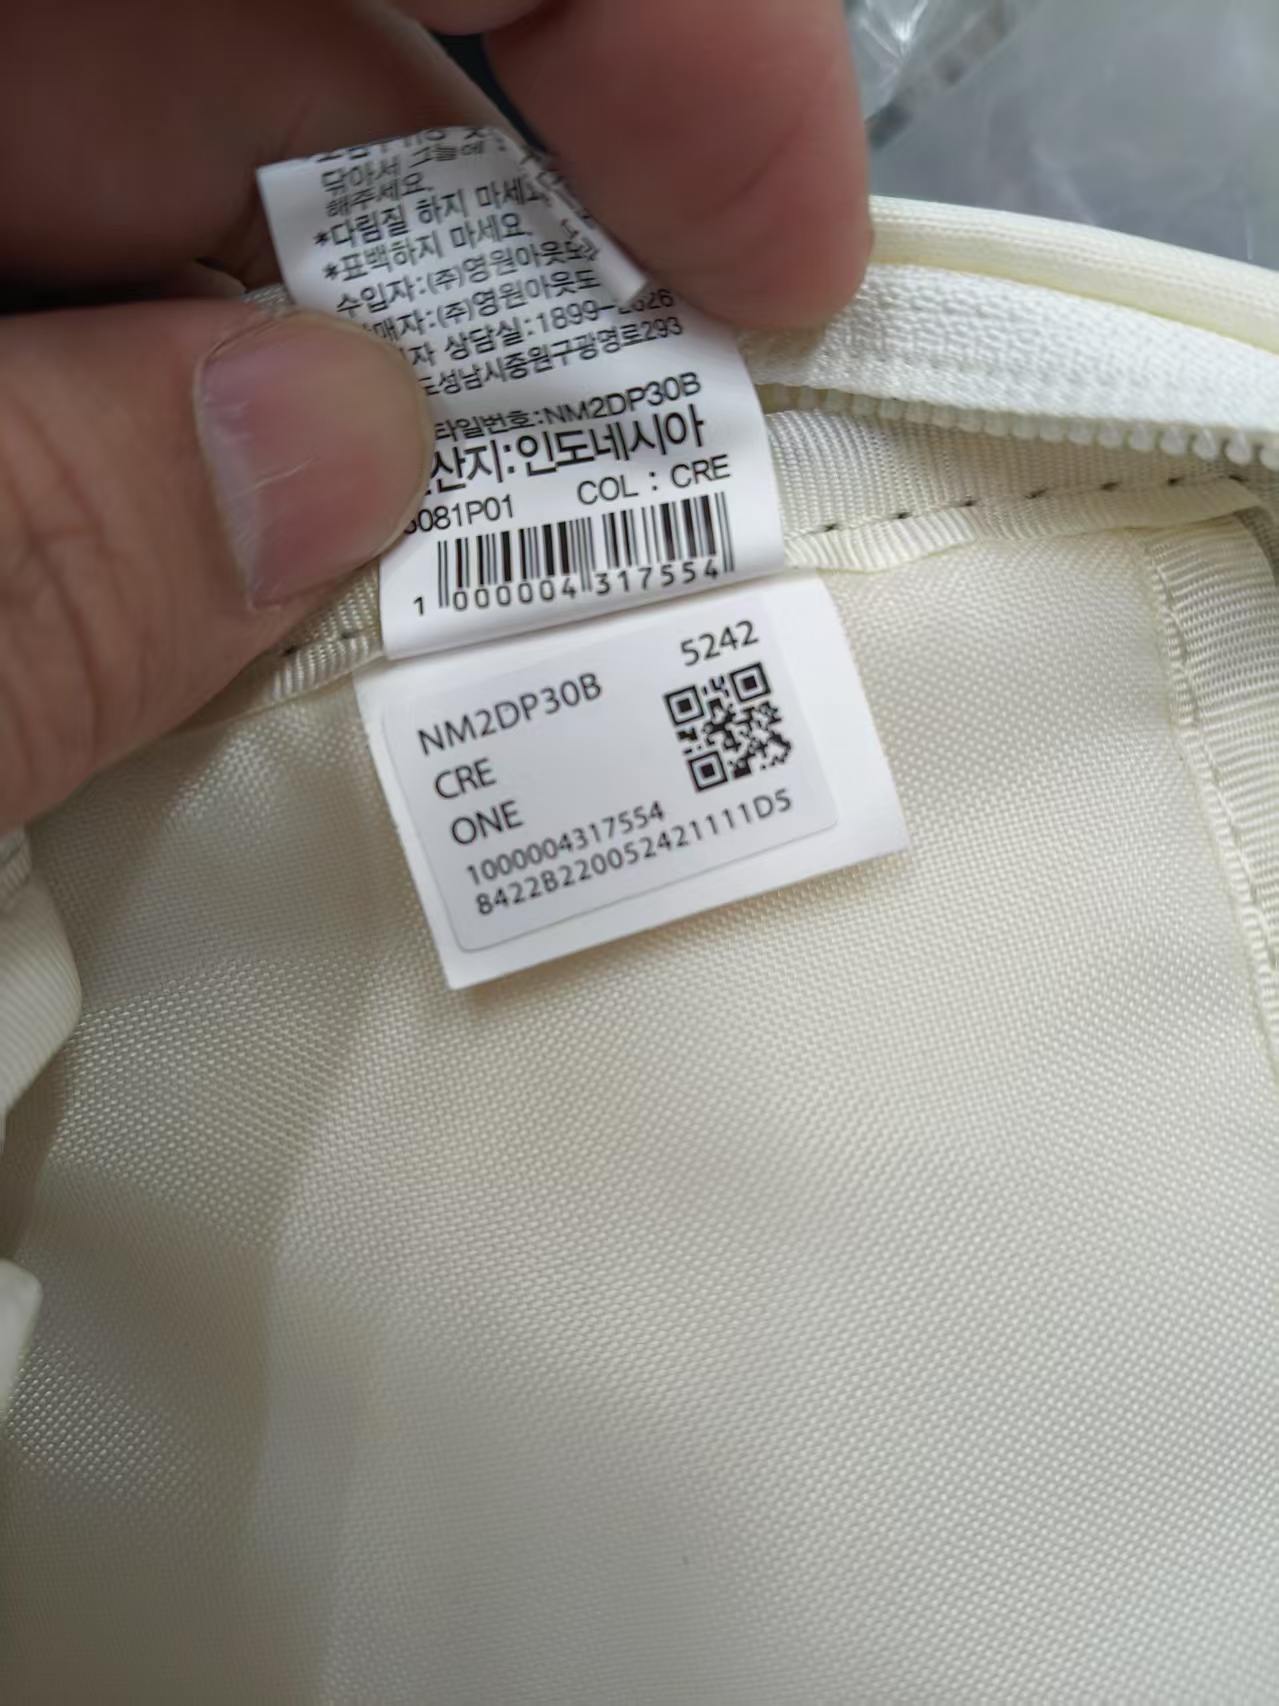 닦아서 그늘에
해주세요.
*다림질 하지 마세요
*표백하지 마세요.
수입자:(주)영원아웃도
매자:(주)영원아웃도
자 상담실:1899-2626
도성남시중원구광명로293
타일번호:NM2DP30B
산지:인도네시아
081P01 COL : CRE
1 000004 317554
5242
NM2DP30B
CRE
ONE
1000004317554
8422B220052421111D5